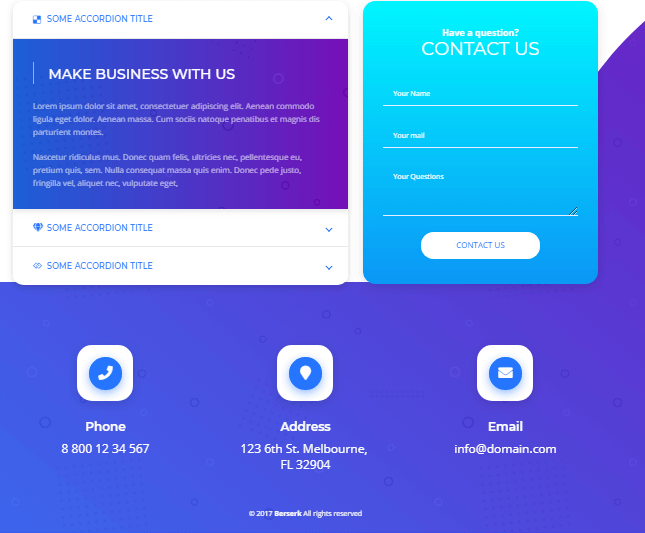 SOME ACCORDION TITLE
MAKE BUSINESS WITH US
Lorem ipsum dolor sit amet, consectetuer adipiscing elit. Aenean commodo
ligula eget dolor. Aenean massa. Cum sociis natoque penatibus et magnis dis
parturient montes.
Nascetur ridiculus mus. Donec quam felis, ultricies nec, pellentesque eu,
pretium quis, sem. Nulla consequat massa quis enim. Donec pede justo,
fringilla vel, aliquet nec, vulputate eget,
SOME ACCORDION TITLE
SOME ACCORDION TITLE
Have a question?
CONTACT US
Your Name
Your mail
Your Questions
CONTACT US
Phone
8 800 12 34 567
Address
123 6th St. Melbourne,
FL 32904
Email
info@domain.com
© 2017 Berserk All rights reserved